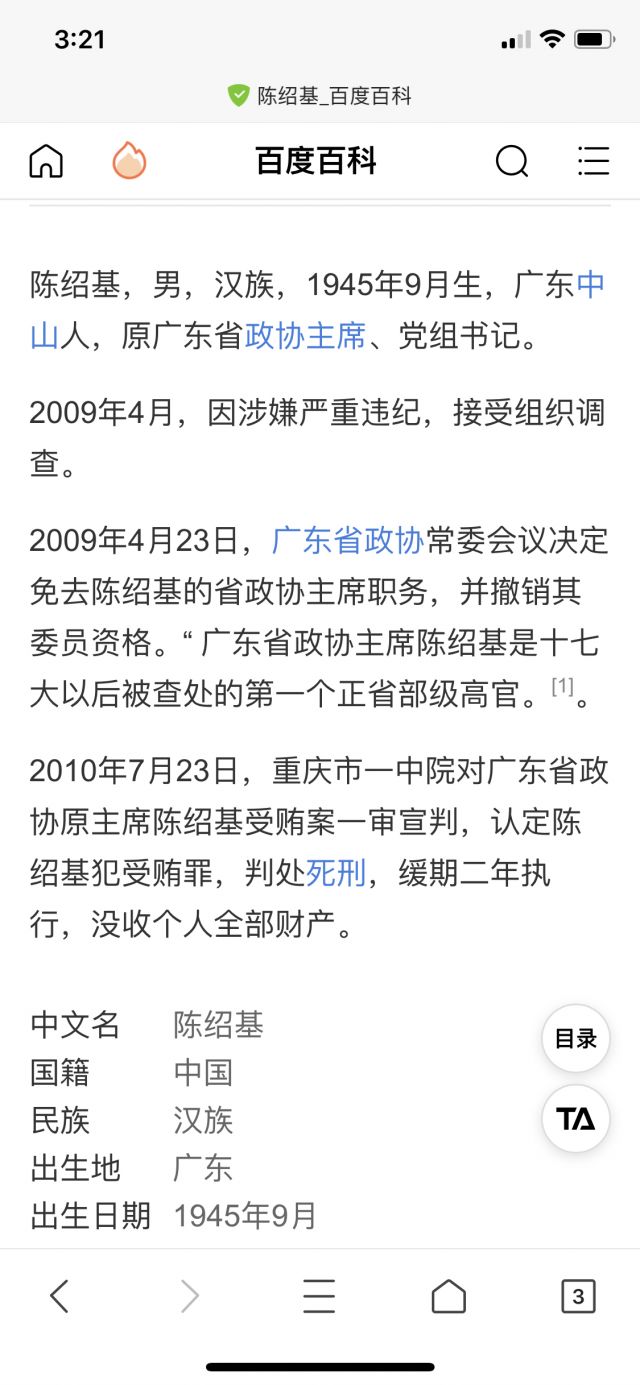 3:21
陈绍基_百度百科
百度百科
陈绍基，男，汉族，1945年9月生，广东中
山人，原广东省政协主席、党组书记。
2009年4月，因涉嫌严重违纪，接受组织调
查。
2009年4月23日，广东省政协常委会议决定
免去陈绍基的省政协主席职务，并撤销其
委员资格。“ 广东省政协主席陈绍基是十七
大以后被查处的第一个正省部级高官。[1]。
2010年7月23日，重庆市一中院对广东省政
协原主席陈绍基受贿案一审宣判，认定陈
绍基犯受贿罪，判处死刑，缓期二年执
行，没收个人全部财产。
中文名 陈绍基
国籍 中国
民族 汉族
出生地 广东
出生日期 1945年9月
目录
TA
3